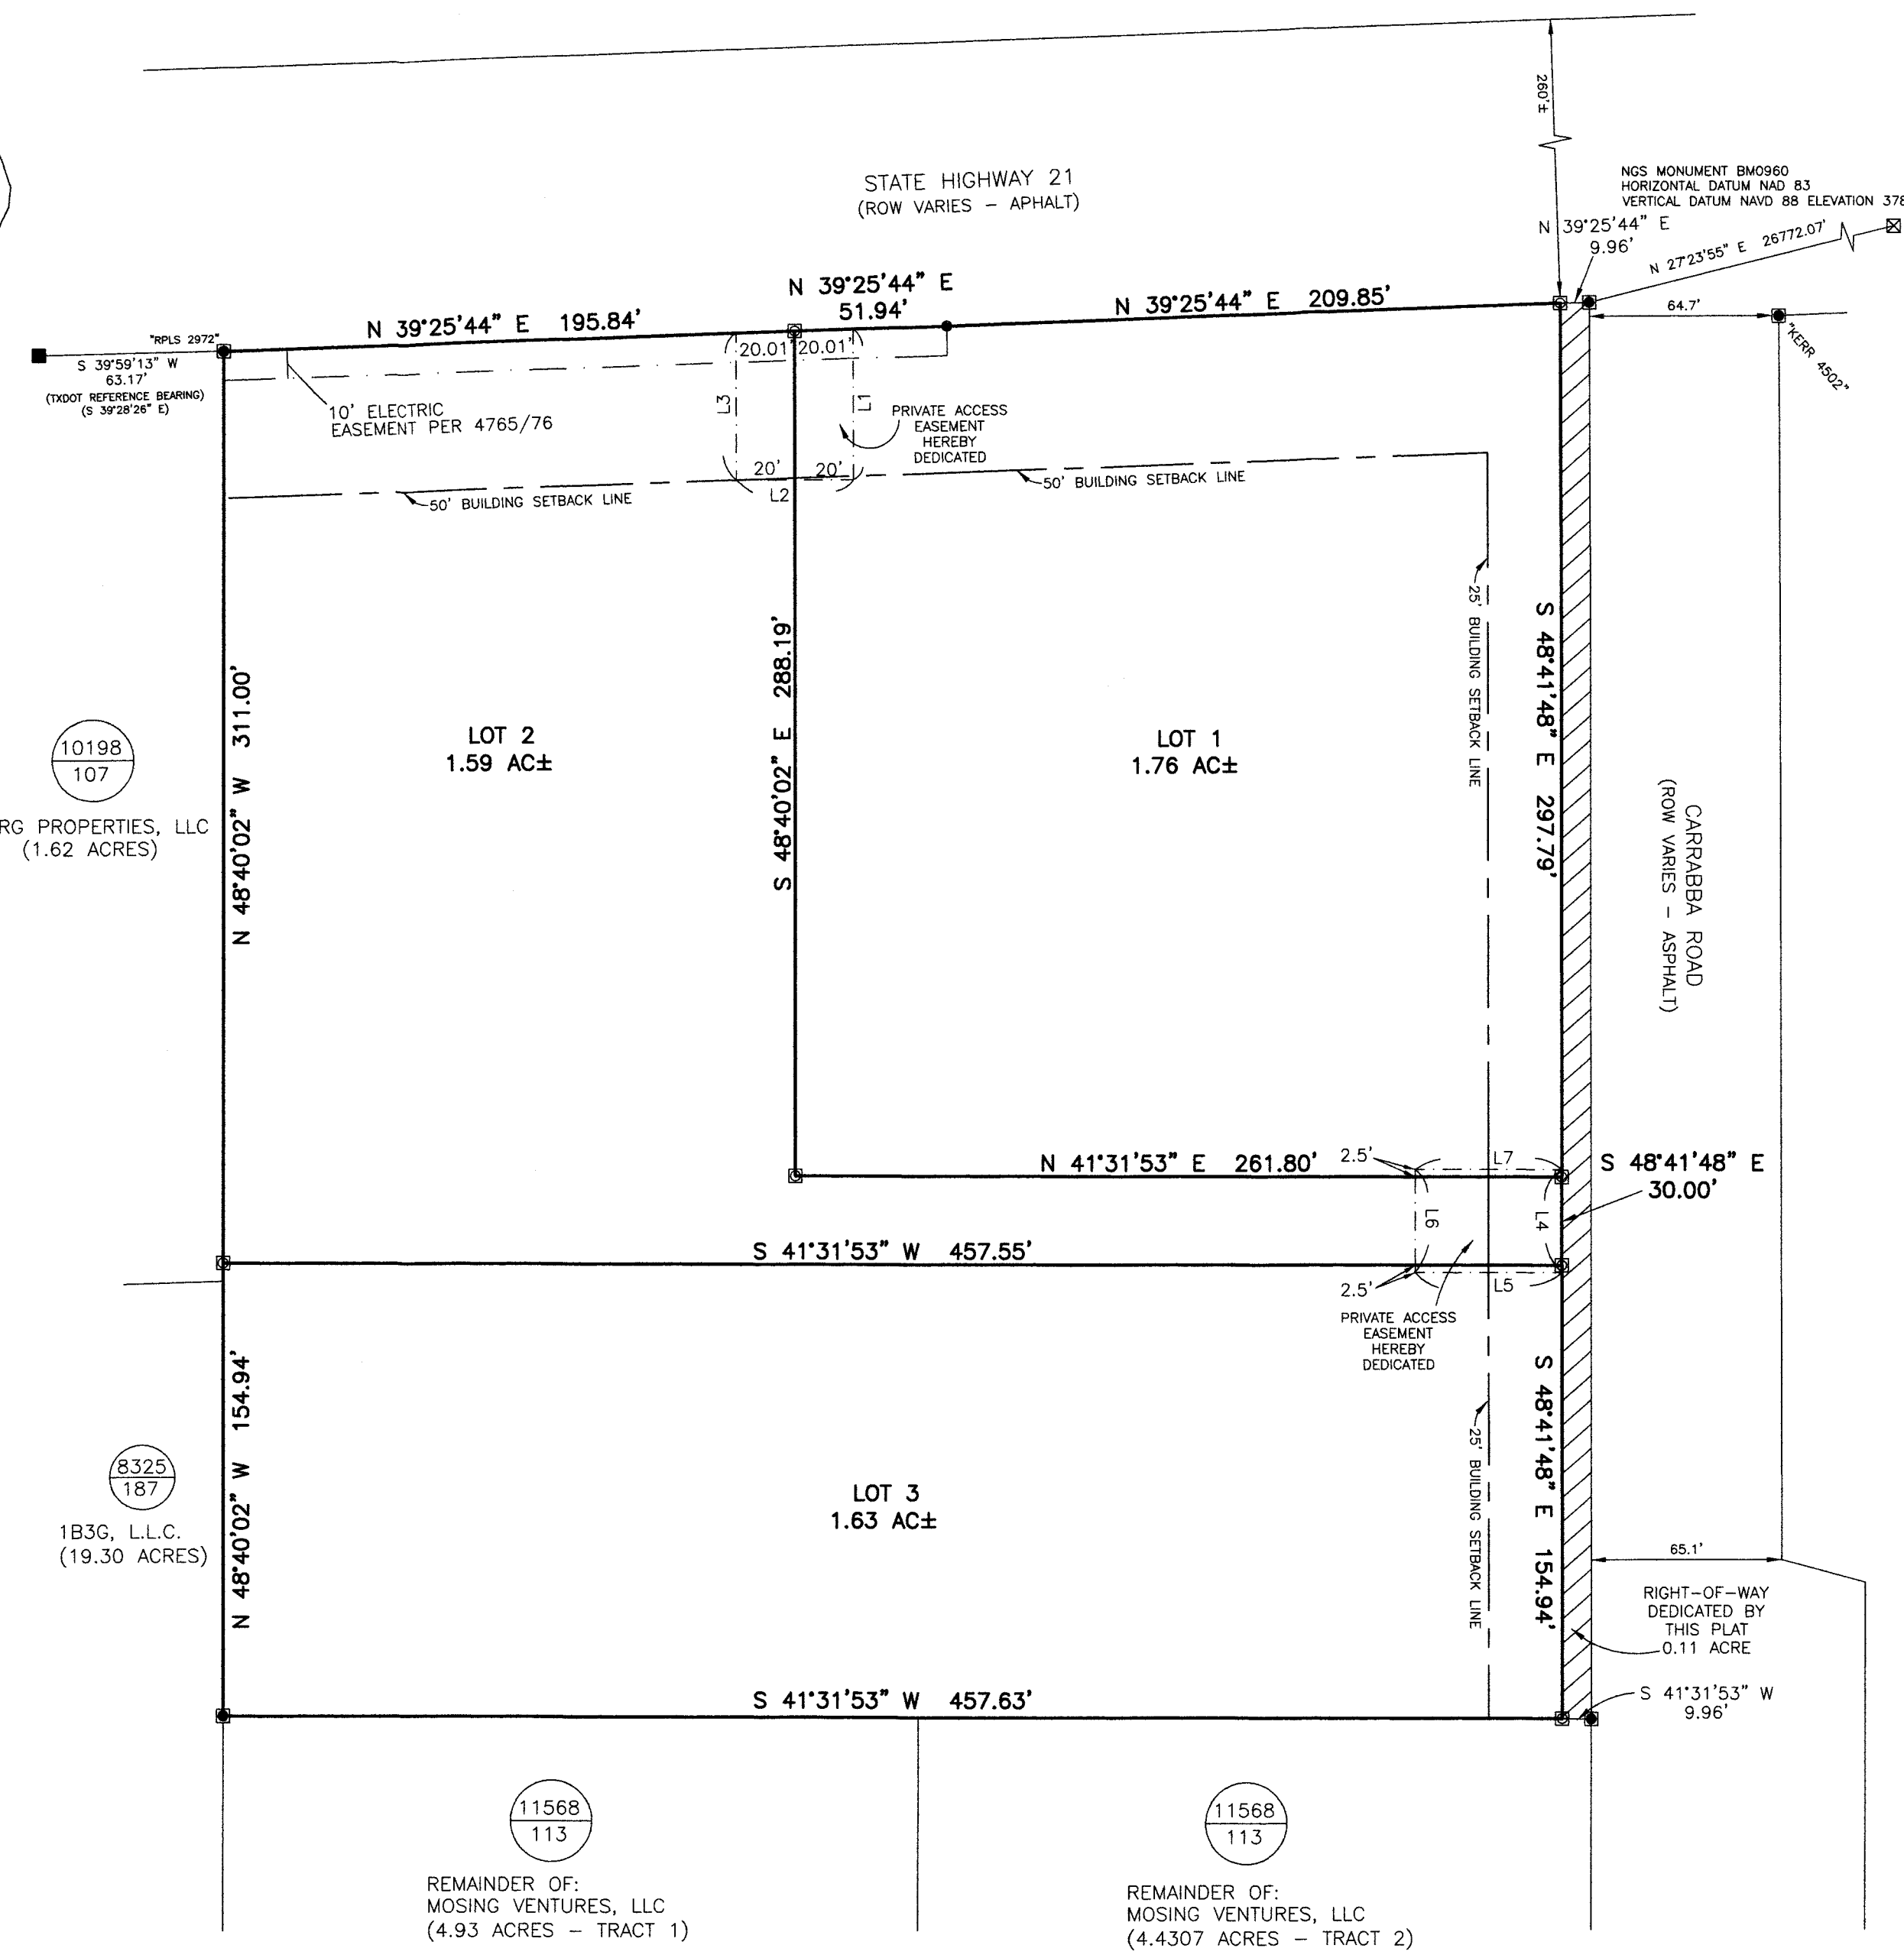 260'±
STATE HIGHWAY 21
(ROW VARIES – APHALT)
NGS MONUMENT BM0960
HORIZONTAL DATUM NAD 83
VERTICAL DATUM NAVD 88 ELEVATION 378
N 39°25'44" E
9.96'
N 27°23'55" E 26772.07'
64.7'
"KERR 4502"
N 39°25'44" E 195.84'
N 39°25'44" E
51.94'
N 39°25'44" E 209.85'
"RPLS 2972"
S 39°59'13" W
63.17'
(TXDOT REFERENCE BEARING)
(S 39°28'26" E)
10' ELECTRIC
EASEMENT PER 4765/76
20.01' 20.01'
L3
L1
PRIVATE ACCESS
EASEMENT
HEREBY
DEDICATED
20' 20'
L2
50' BUILDING SETBACK LINE
50' BUILDING SETBACK LINE
25' BUILDING SETBACK LINE
S 48°41'48" E 297.79'
N 48°40'02" W 311.00'
S 48°40'02" E 288.19'
LOT 2
1.59 AC±
LOT 1
1.76 AC±
10198
107
RG PROPERTIES, LLC
(1.62 ACRES)
CARRABBA ROAD
(ROW VARIES – ASPHALT)
N 41°31'53" E 261.80'
2.5'
L7
S 48°41'48" E
30.00'
L6
L4
S 41°31'53" W 457.55'
2.5'
L5
PRIVATE ACCESS
EASEMENT
HEREBY
DEDICATED
N 48°40'02" W 154.94'
25' BUILDING SETBACK LINE
S 48°41'48" E 154.94'
8325
187
1B3G, L.L.C.
(19.30 ACRES)
LOT 3
1.63 AC±
65.1'
RIGHT–OF–WAY
DEDICATED BY
THIS PLAT
0.11 ACRE
S 41°31'53" W
9.96'
S 41°31'53" W 457.63'
11568
113
REMAINDER OF:
MOSING VENTURES, LLC
(4.93 ACRES – TRACT 1)
11568
113
REMAINDER OF:
MOSING VENTURES, LLC
(4.4307 ACRES – TRACT 2)